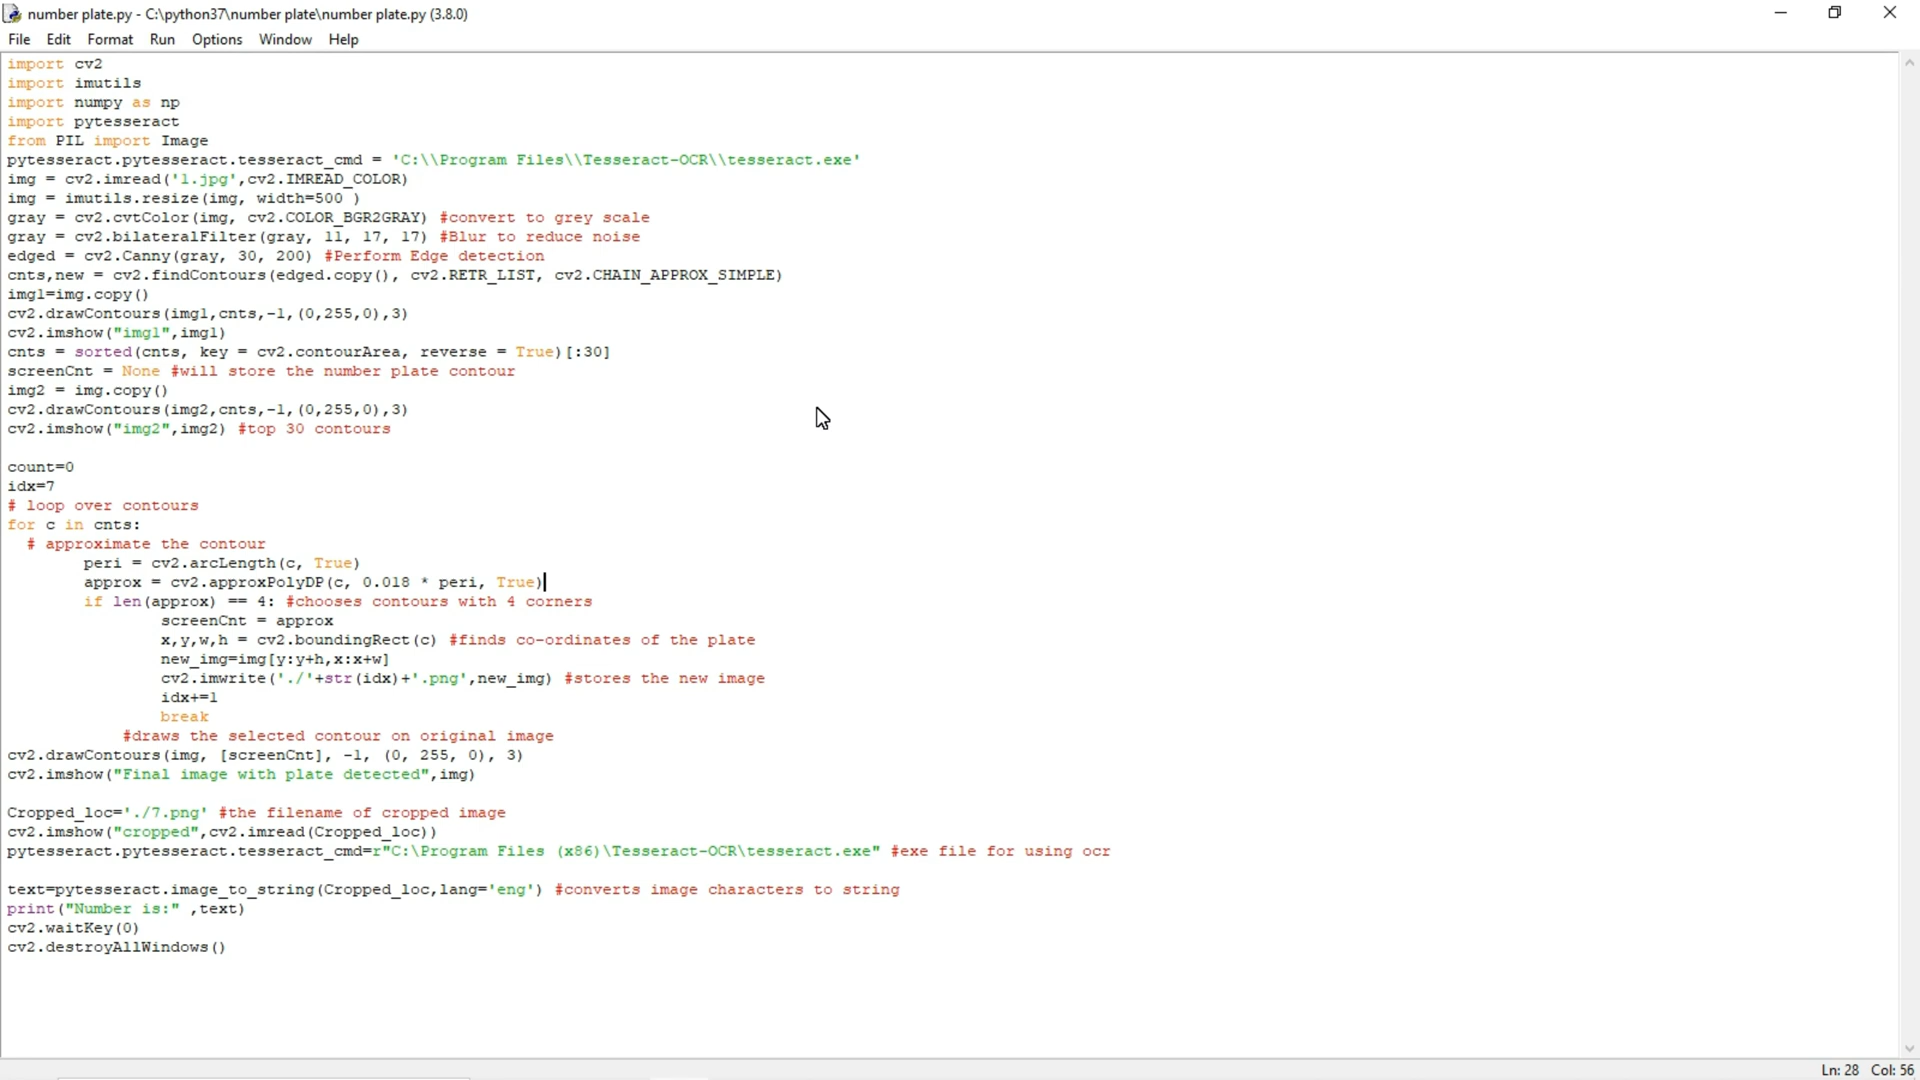 number plate.py - C:\python37\number plate\number plate.py (3.8.0)
File Edit Format Run Options Window Help
import cv2
import imutils
import numpy as np
import pytesseract
from PIL import Image
pytesseract.pytesseract.tesseract_cmd = 'C:\\Program Files\\Tesseract-OCR\\tesseract.exe'
img = cv2.imread('1.jpg',cv2.IMREAD_COLOR)
img = imutils.resize(img, width=500 )
gray = cv2.cvtColor(img, cv2.COLOR_BGR2GRAY) #convert to grey scale
gray = cv2.bilateralFilter(gray, 11, 17, 17) #Blur to reduce noise
edged = cv2.Canny(gray, 30, 200) #Perform Edge detection
cnts,new = cv2.findContours(edged.copy(), cv2.RETR_LIST, cv2.CHAIN_APPROX_SIMPLE)
img1=img.copy()
cv2.drawContours(img1,cnts,-1,(0,255,0),3)
cv2.imshow("img1",img1)
cnts = sorted(cnts, key = cv2.contourArea, reverse = True)[:30]
screenCnt = None #will store the number plate contour
img2 = img.copy()
cv2.drawContours(img2,cnts,-1,(0,255,0),3)
cv2.imshow("img2",img2) #top 30 contours
count=0
idx=7
# loop over contours
for c in cnts:
  # approximate the contour
        peri = cv2.arcLength(c, True)
        approx = cv2.approxPolyDP(c, 0.018 * peri, True)
        if len(approx) == 4: #chooses contours with 4 corners
                screenCnt = approx
                x,y,w,h = cv2.boundingRect(c) #finds co-ordinates of the plate
                new_img=img[y:y+h,x:x+w]
                cv2.imwrite('./'+str(idx)+'.png',new_img) #stores the new image
                idx+=1
                break
            #draws the selected contour on original image
cv2.drawContours(img, [screenCnt], -1, (0, 255, 0), 3)
cv2.imshow("Final image with plate detected",img)
Cropped_loc='./7.png' #the filename of cropped image
cv2.imshow("cropped",cv2.imread(Cropped_loc))
pytesseract.pytesseract.tesseract_cmd=r"C:\Program Files (x86)\Tesseract-OCR\tesseract.exe" #exe file for using ocr
text=pytesseract.image_to_string(Cropped_loc,lang='eng') #converts image characters to string
print("Number is:" ,text)
cv2.waitKey(0)
cv2.destroyAllWindows()
Ln: 28 Col: 56